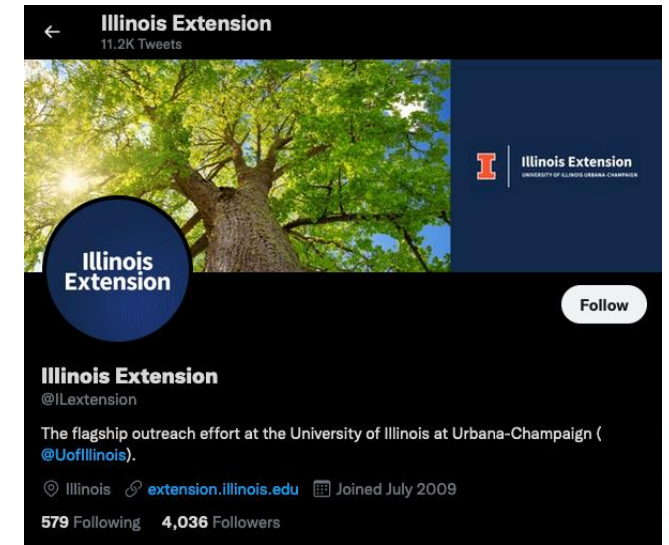 Illinois Extension
11.2K Tweets
I Illinois Extension
UNIVERSITY OF ILLINOIS URBANA-CHAMPAIGN
Illinois
Extension
Follow
Illinois Extension
@ILextension
The flagship outreach effort at the University of Illinois at Urbana-Champaign (
@UofIllinois).
Illinois extension.illinois.edu Joined July 2009
579 Following 4,036 Followers